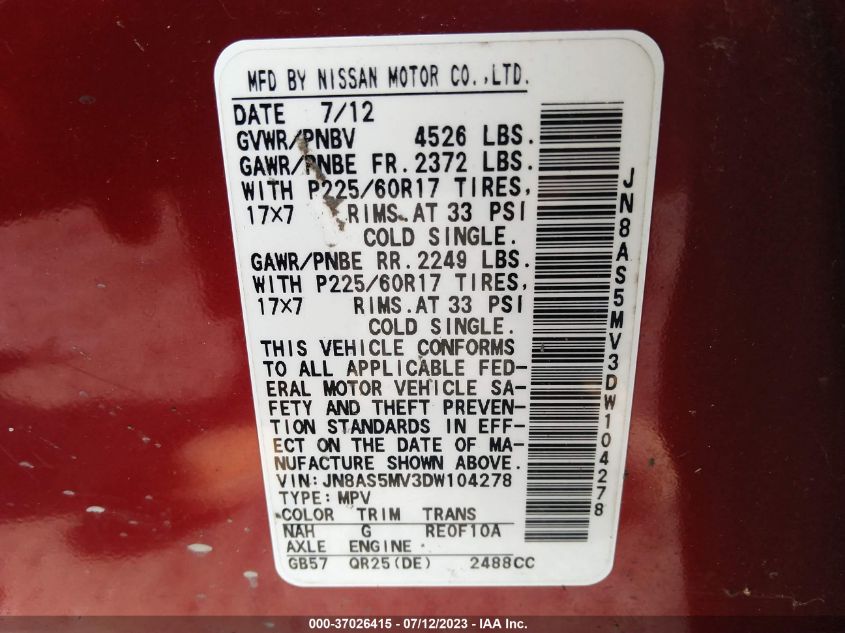 MFD BY NISSAN MOTOR CO.,LTD.
DATE 7/12
GVWR/PNBV 4526 LBS.
GAWR/PNBE FR. 2372 LBS.
WITH P225/60R17 TIRES,
17×7 RIMS. AT 33 PSI
COLD SINGLE.
GAWR/PNBE RR. 2249 LBS.
WITH P225/60R17 TIRES,
17×7 RIMS. AT 33 PSI
COLD SINGLE.
THIS VEHICLE CONFORMS
TO ALL APPLICABLE FED-
ERAL MOTOR VEHICLE SA-
FETY AND THEFT PREVEN-
TION STANDARDS IN EFF-
ECT ON THE DATE OF MA-
NUFACTURE SHOWN ABOVE.
VIN: JN8AS5MV3DW104278
TYPE: MPV
COLOR TRIM TRANS
NAH G RE0F10A
AXLE ENGINE
GB57 QR25(DE) 2488CC
JN8AS5MV3DW104278
000-37026415 - 07/12/2023 - IAA Inc.